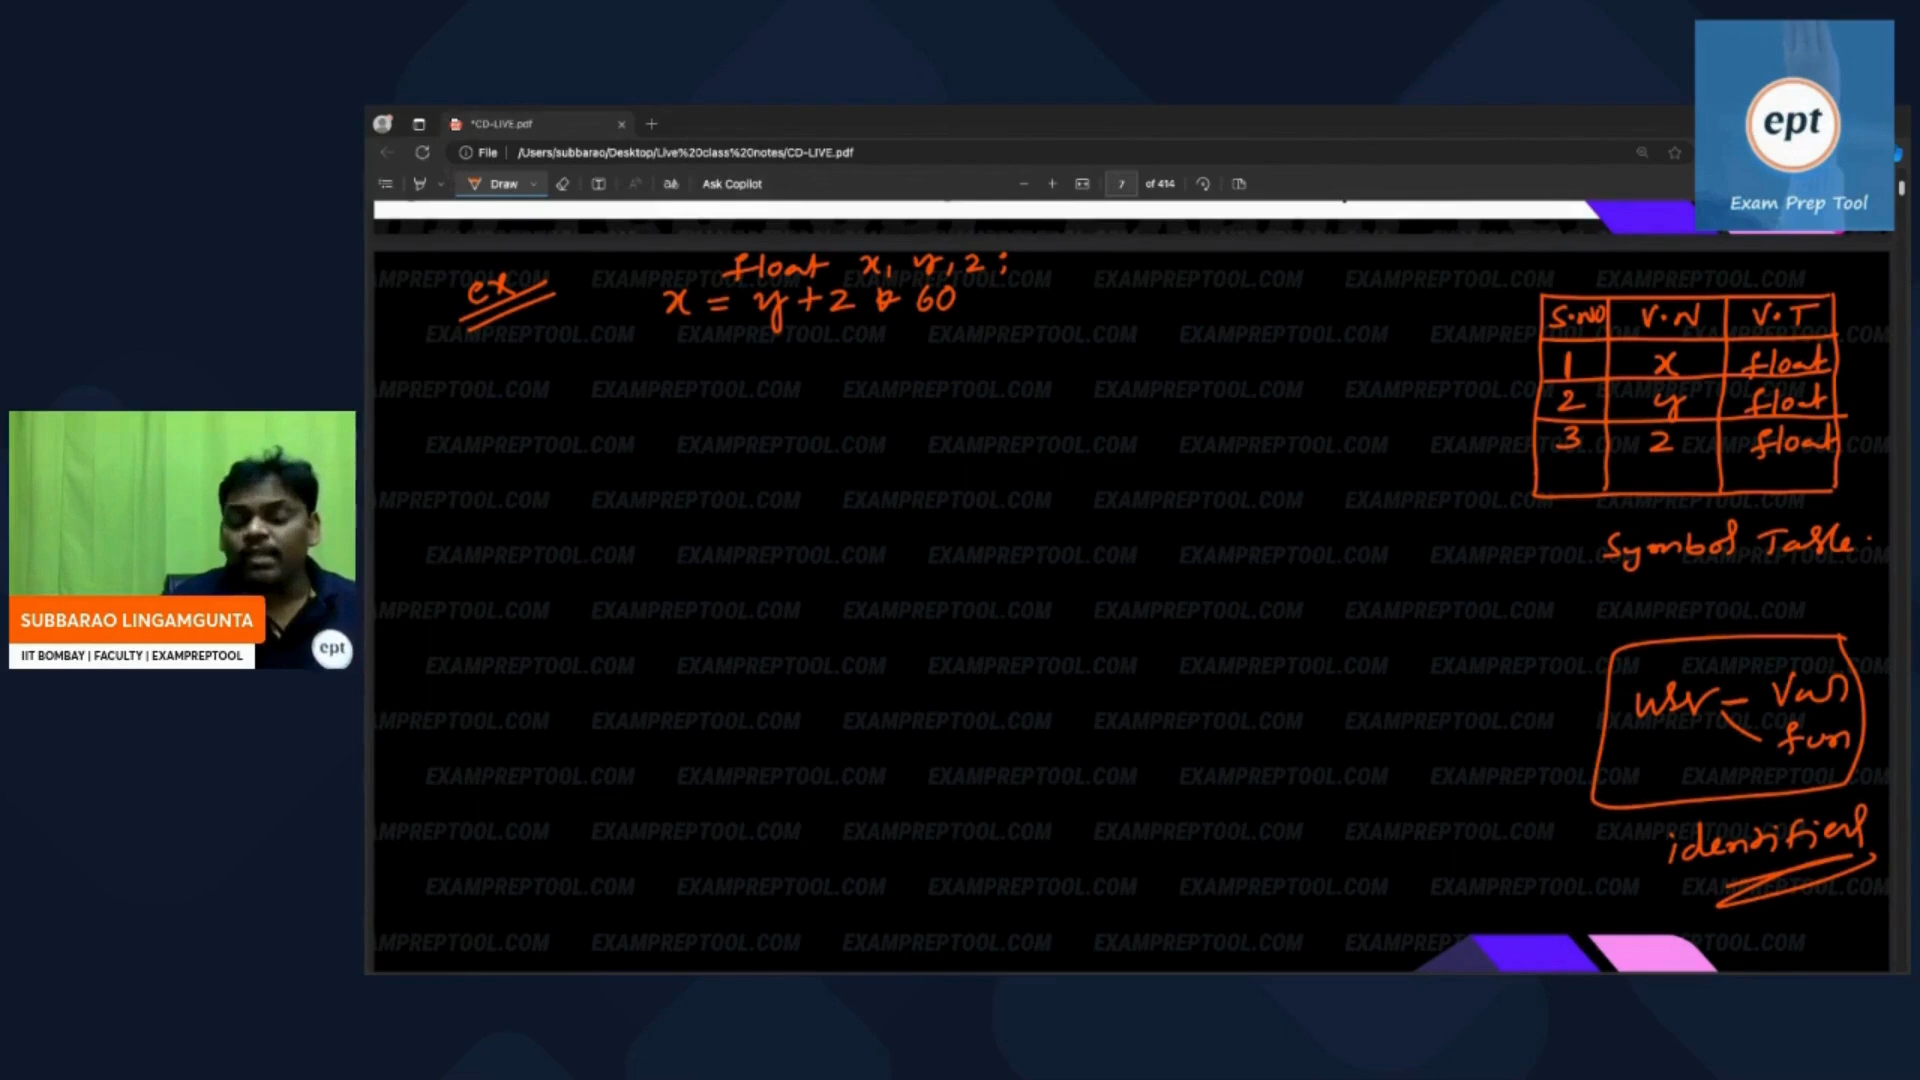 ept
Exam Prep Tool
*CD-LIVE.pdf
File | /Users/subbarao/Desktop/Live%20class%20notes/CD-LIVE.pdf
Draw
Ask Copilot
7 of 414
ex
float x, y, z ;
x = y + z * 60
S.NO V.N V.T
1 x float
2 y float
3 z float
Symbol Table.
usr - Var
fun
identifier
SUBBARAO LINGAMGUNTA
IIT BOMBAY | FACULTY | EXAMPREPTOOL
ept
EXAMPREPTOOL.COM